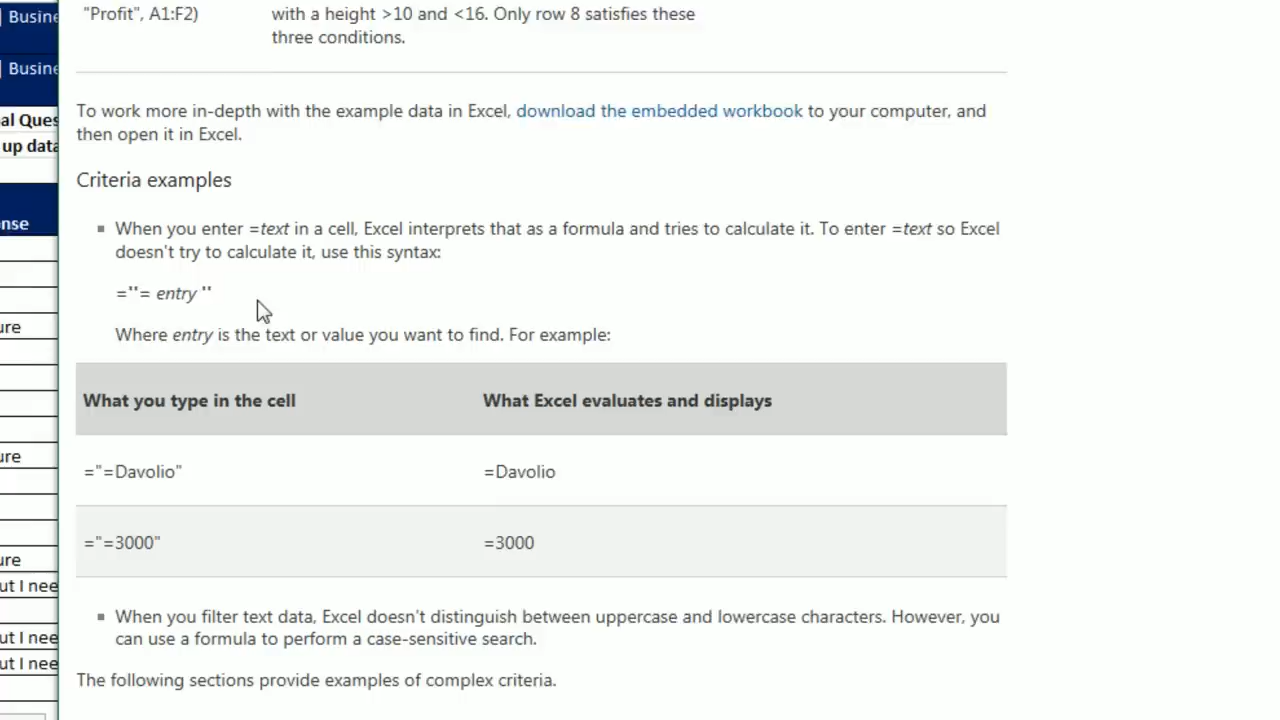 | Busine
"Profit", A1:F2)
with a height >10 and <16. Only row 8 satisfies these
three conditions.
| Busine
To work more in-depth with the example data in Excel, download the embedded workbook to your computer, and
then open it in Excel.
al Ques
up data
Criteria examples
nse
When you enter =text in a cell, Excel interprets that as a formula and tries to calculate it. To enter =text so Excel
doesn't try to calculate it, use this syntax:
=''= entry ''
ure
Where entry is the text or value you want to find. For example:
What you type in the cell
What Excel evaluates and displays
ure
="=Davolio"
=Davolio
="=3000"
=3000
ure
ut I nee
When you filter text data, Excel doesn't distinguish between uppercase and lowercase characters. However, you
can use a formula to perform a case-sensitive search.
ut I nee
ut I nee
The following sections provide examples of complex criteria.